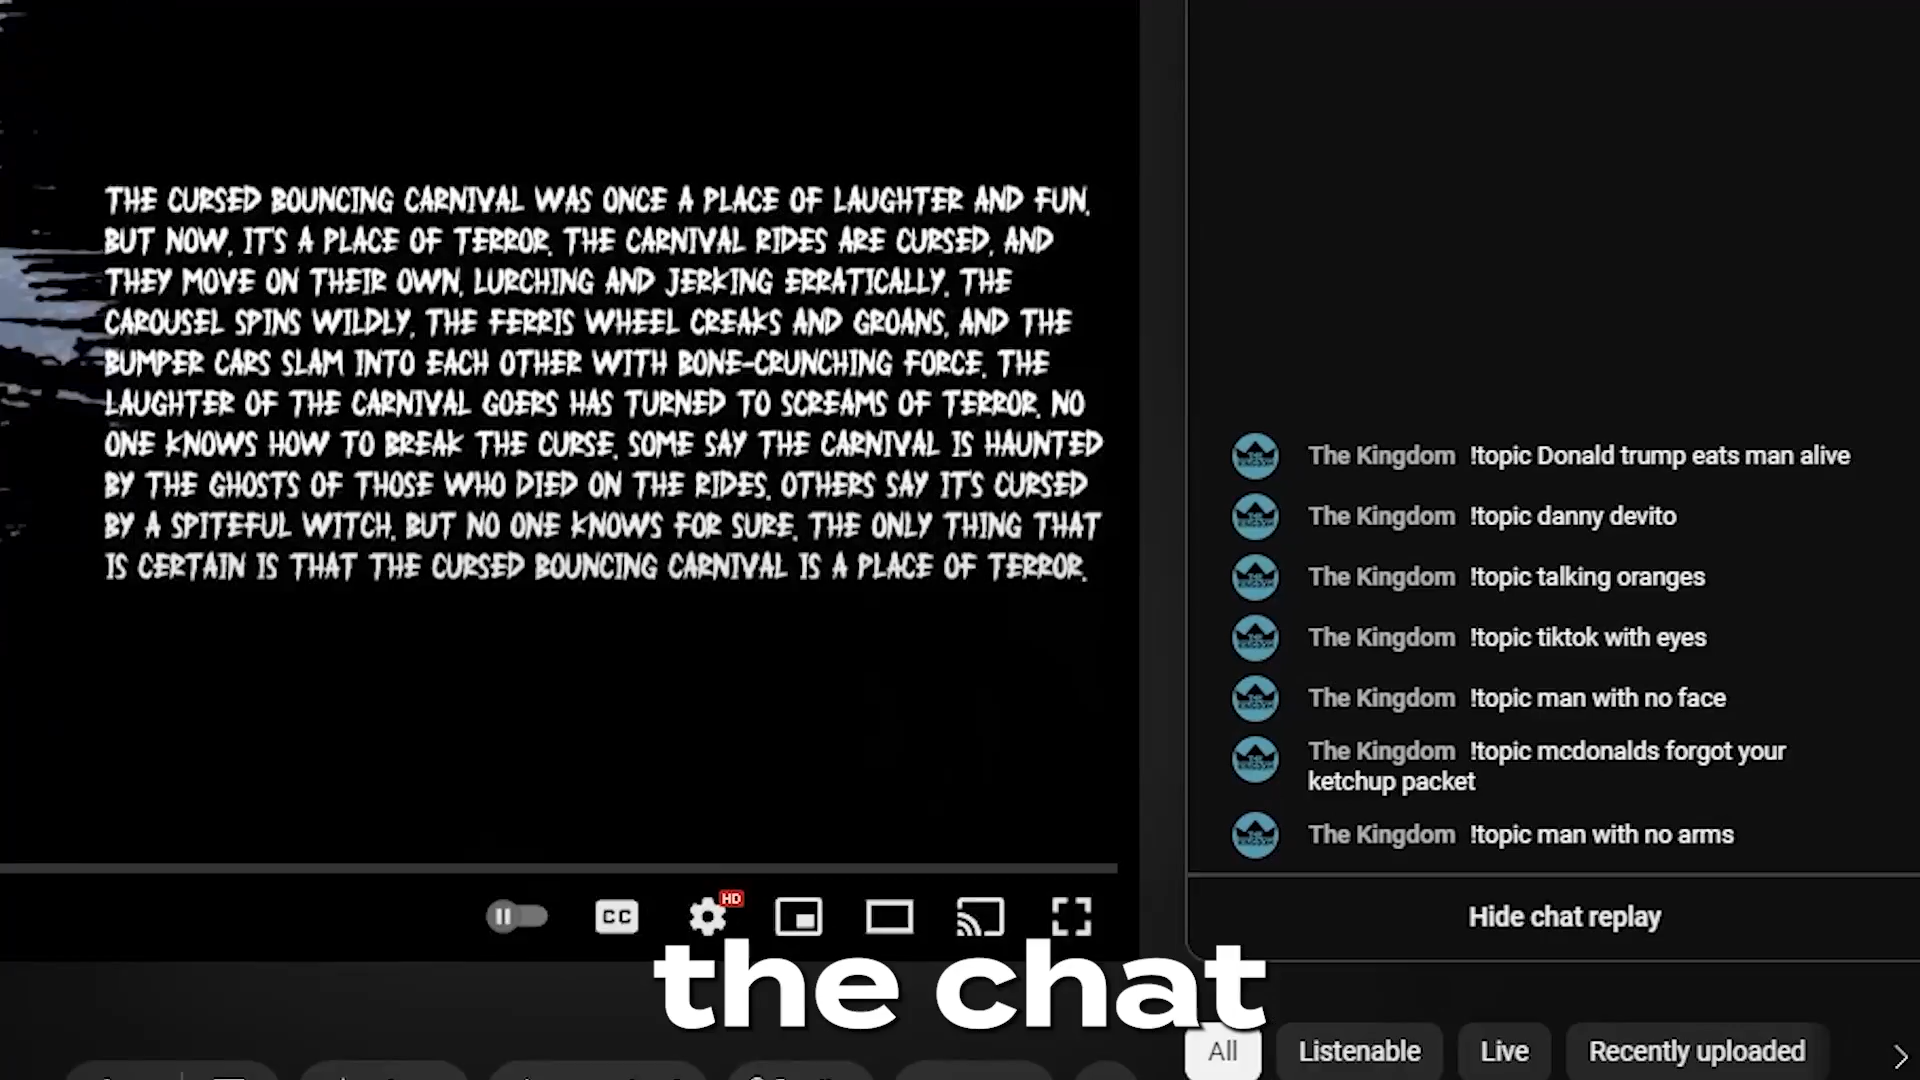 THE CURSED BOUNCING CARNIVAL WAS ONCE A PLACE OF LAUGHTER AND FUN,
BUT NOW, IT'S A PLACE OF TERROR. THE CARNIVAL RIDES ARE CURSED, AND
THEY MOVE ON THEIR OWN, LURCHING AND JERKING ERRATICALLY. THE
CAROUSEL SPINS WILDLY, THE FERRIS WHEEL CREAKS AND GROANS, AND THE
BUMPER CARS SLAM INTO EACH OTHER WITH BONE-CRUNCHING FORCE. THE
LAUGHTER OF THE CARNIVAL GOERS HAS TURNED TO SCREAMS OF TERROR. NO
ONE KNOWS HOW TO BREAK THE CURSE. SOME SAY THE CARNIVAL IS HAUNTED
BY THE GHOSTS OF THOSE WHO DIED ON THE RIDES. OTHERS SAY IT'S CURSED
BY A SPITEFUL WITCH. BUT NO ONE KNOWS FOR SURE. THE ONLY THING THAT
IS CERTAIN IS THAT THE CURSED BOUNCING CARNIVAL IS A PLACE OF TERROR.
The Kingdom !topic Donald trump eats man alive
The Kingdom !topic danny devito
The Kingdom !topic talking oranges
The Kingdom !topic tiktok with eyes
The Kingdom !topic man with no face
The Kingdom !topic mcdonalds forgot your
ketchup packet
The Kingdom !topic man with no arms
Hide chat replay
CC HD
the chat
All Listenable Live Recently uploaded